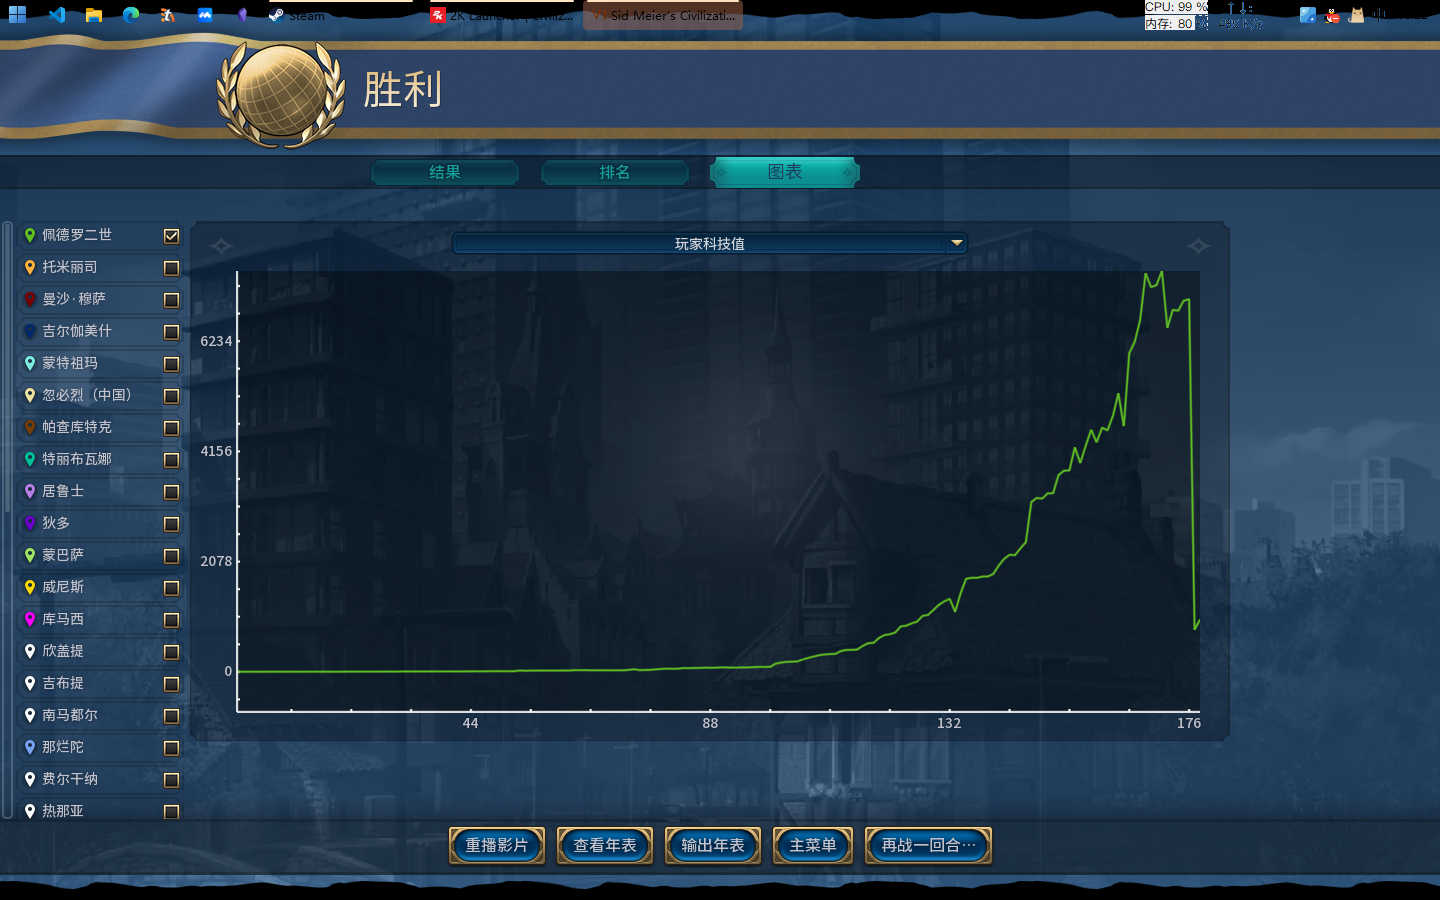 Steam
2K Launcher | Civiliz...
Sid Meier's Civilizati...
CPU: 99 %
内存: 80
胜利
结果
排名
图表
佩德罗二世
托米丽司
曼沙·穆萨
吉尔伽美什
蒙特祖玛
忽必烈（中国）
帕查库特克
特丽布瓦娜
居鲁士
狄多
蒙巴萨
威尼斯
库马西
欣盖提
吉布提
南马都尔
那烂陀
费尔干纳
热那亚
玩家科技值
6234
4156
2078
0
44
88
132
176
重播影片
查看年表
输出年表
主菜单
再战一回合…